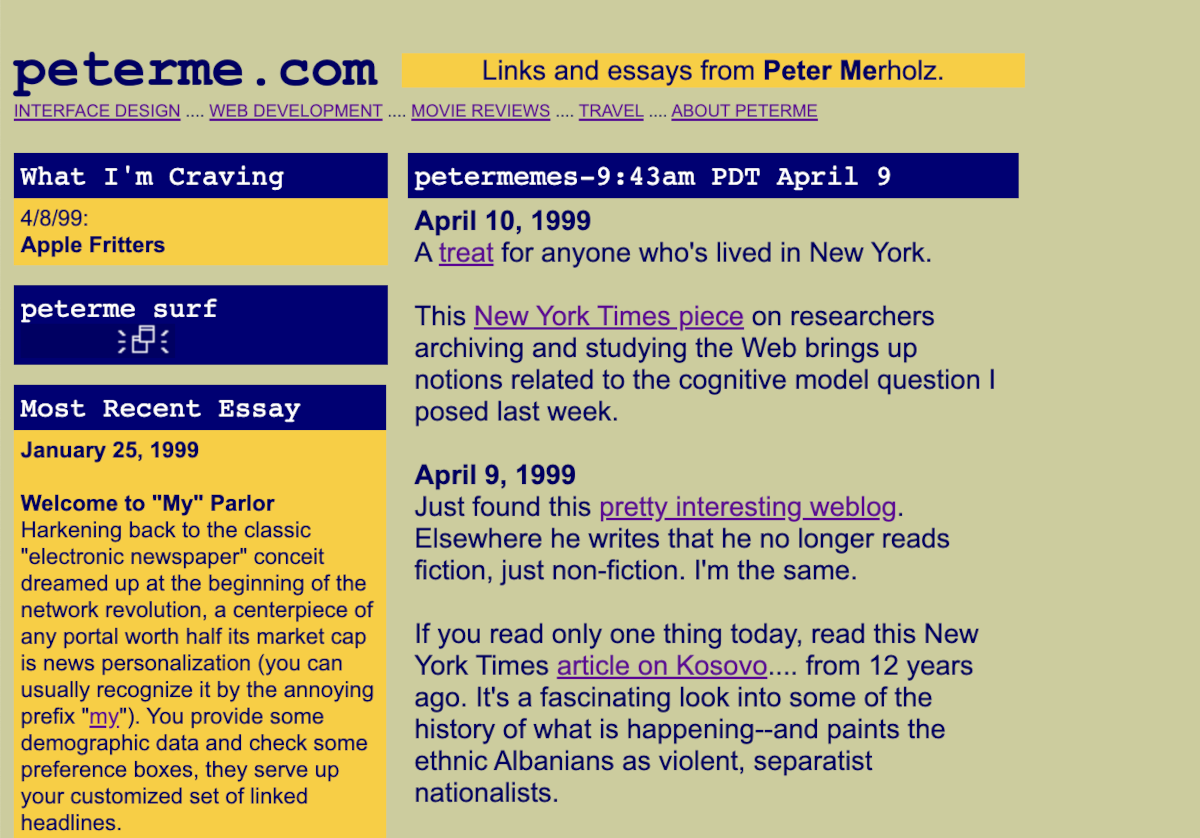 peterme.com
Links and essays from Peter Merholz.
INTERFACE DESIGN .... WEB DEVELOPMENT .... MOVIE REVIEWS .... TRAVEL .... ABOUT PETERME
What I'm Craving
4/8/99:
Apple Fritters
peterme surf
Most Recent Essay
January 25, 1999
Welcome to "My" Parlor
Harkening back to the classic
"electronic newspaper" conceit
dreamed up at the beginning of the
network revolution, a centerpiece of
any portal worth half its market cap
is news personalization (you can
usually recognize it by the annoying
prefix "my"). You provide some
demographic data and check some
preference boxes, they serve up
your customized set of linked
headlines.
petermemes-9:43am PDT April 9
April 10, 1999
A treat for anyone who's lived in New York.
This New York Times piece on researchers
archiving and studying the Web brings up
notions related to the cognitive model question I
posed last week.
April 9, 1999
Just found this pretty interesting weblog.
Elsewhere he writes that he no longer reads
fiction, just non-fiction. I'm the same.
If you read only one thing today, read this New
York Times article on Kosovo.... from 12 years
ago. It's a fascinating look into some of the
history of what is happening--and paints the
ethnic Albanians as violent, separatist
nationalists.